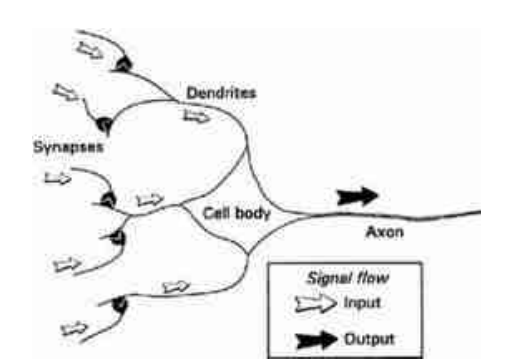 Dendrites
Synapses
Cell body
Axon
Signal flow
Input
Output